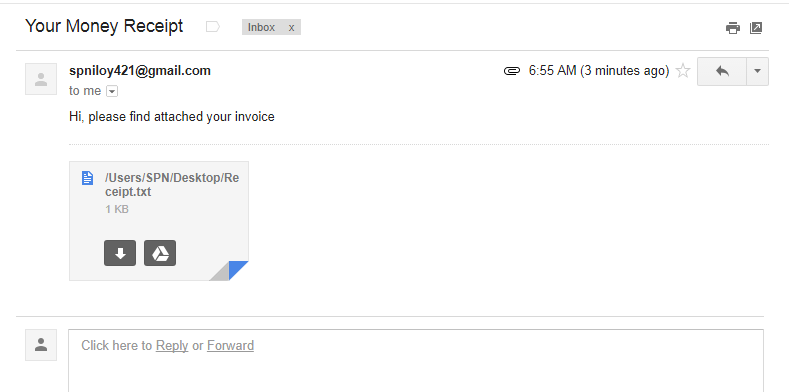 Your Money Receipt
Inbox x
spniloy421@gmail.com
6:55 AM (3 minutes ago)
to me
Hi, please find attached your invoice
/Users/SPN/Desktop/Re
ceipt.txt
1 KB
Click here to Reply or Forward